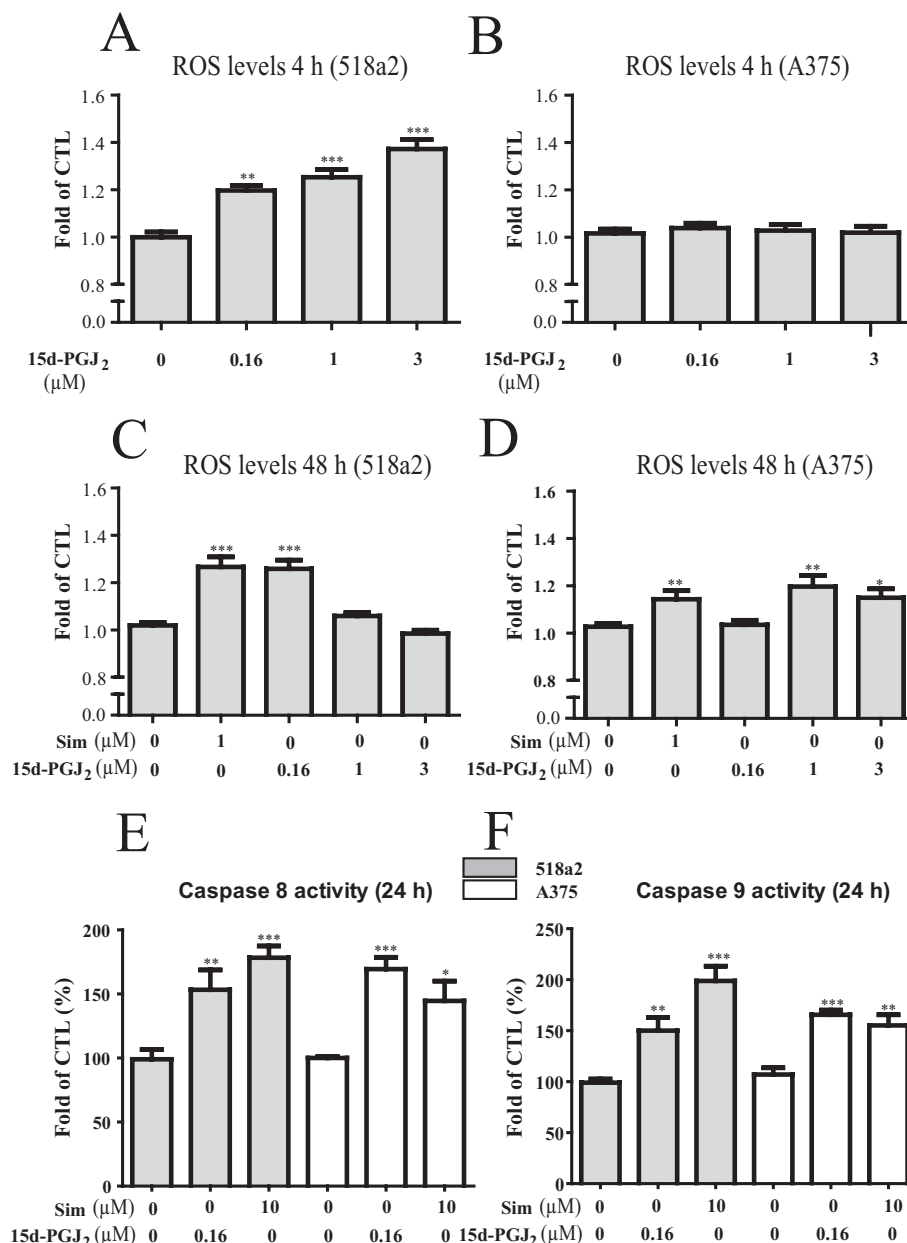 A
ROS levels 4 h (518a2)
Fold of CTL
1.6
1.4
1.2
1.0
0.8
0.0
**
***
***
15d-PGJ₂ 0 0.16 1 3
(µM)
B
ROS levels 4 h (A375)
Fold of CTL
1.6
1.4
1.2
1.0
0.8
0.0
15d-PGJ₂ 0 0.16 1 3
(µM)
C
ROS levels 48 h (518a2)
Fold of CTL
1.6
1.4
1.2
1.0
0.8
0.0
***
***
Sim (µM) 0 1 0 0 0
15d-PGJ₂ (µM) 0 0 0.16 1 3
D
ROS levels 48 h (A375)
Fold of CTL
1.6
1.4
1.2
1.0
0.8
0.0
**
**
*
Sim (µM) 0 1 0 0 0
15d-PGJ₂ (µM) 0 0 0.16 1 3
E
Caspase 8 activity (24 h)
Fold of CTL (%)
200
150
100
50
0
**
***
***
*
Sim (µM) 0 0 10 0 0 10
15d-PGJ₂ (µM) 0 0.16 0 0 0.16 0
518a2
A375
F
Caspase 9 activity (24 h)
Fold of CTL (%)
250
200
150
100
50
0
**
***
***
**
Sim (µM) 0 0 10 0 0 10
15d-PGJ₂ (µM) 0 0.16 0 0 0.16 0